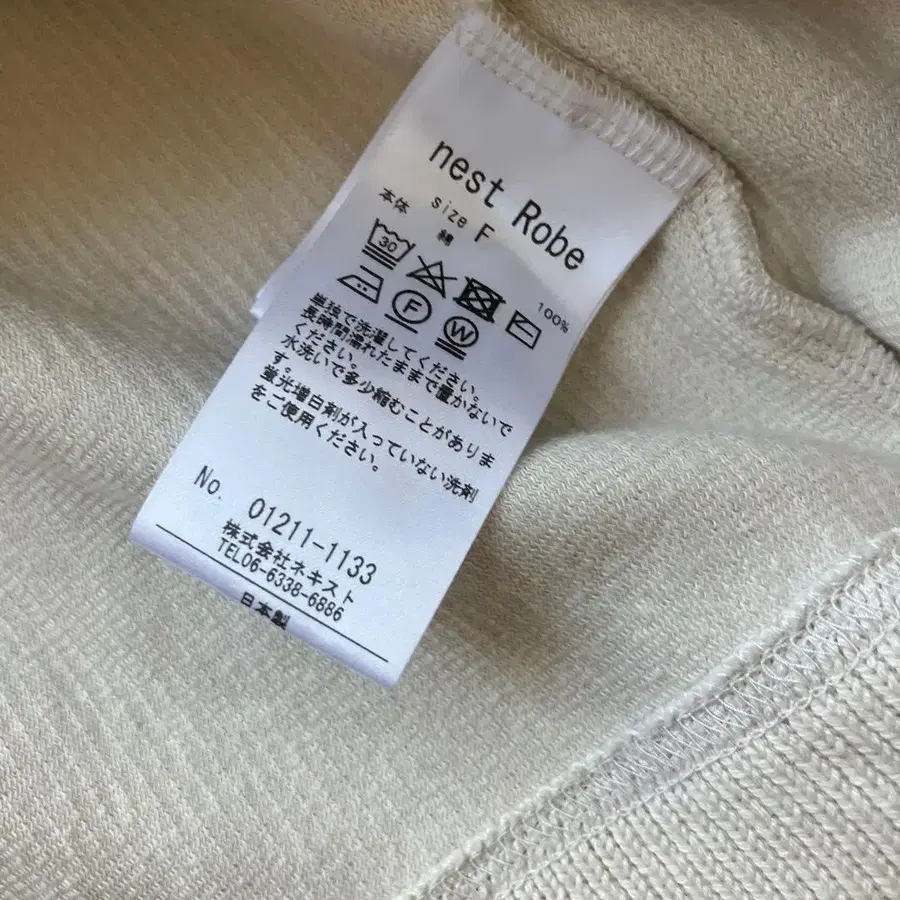 nest Robe
size F
本体 綿 100%
30
F W
単独で洗濯してください。
長時間濡れたままで置かないで
ください。
水洗いで多少縮むことがありま
す。
蛍光増白剤が入っていない洗剤
をご使用ください。
No. 01211-1133
株式会社ネキスト
TEL06-6338-6886
日本製